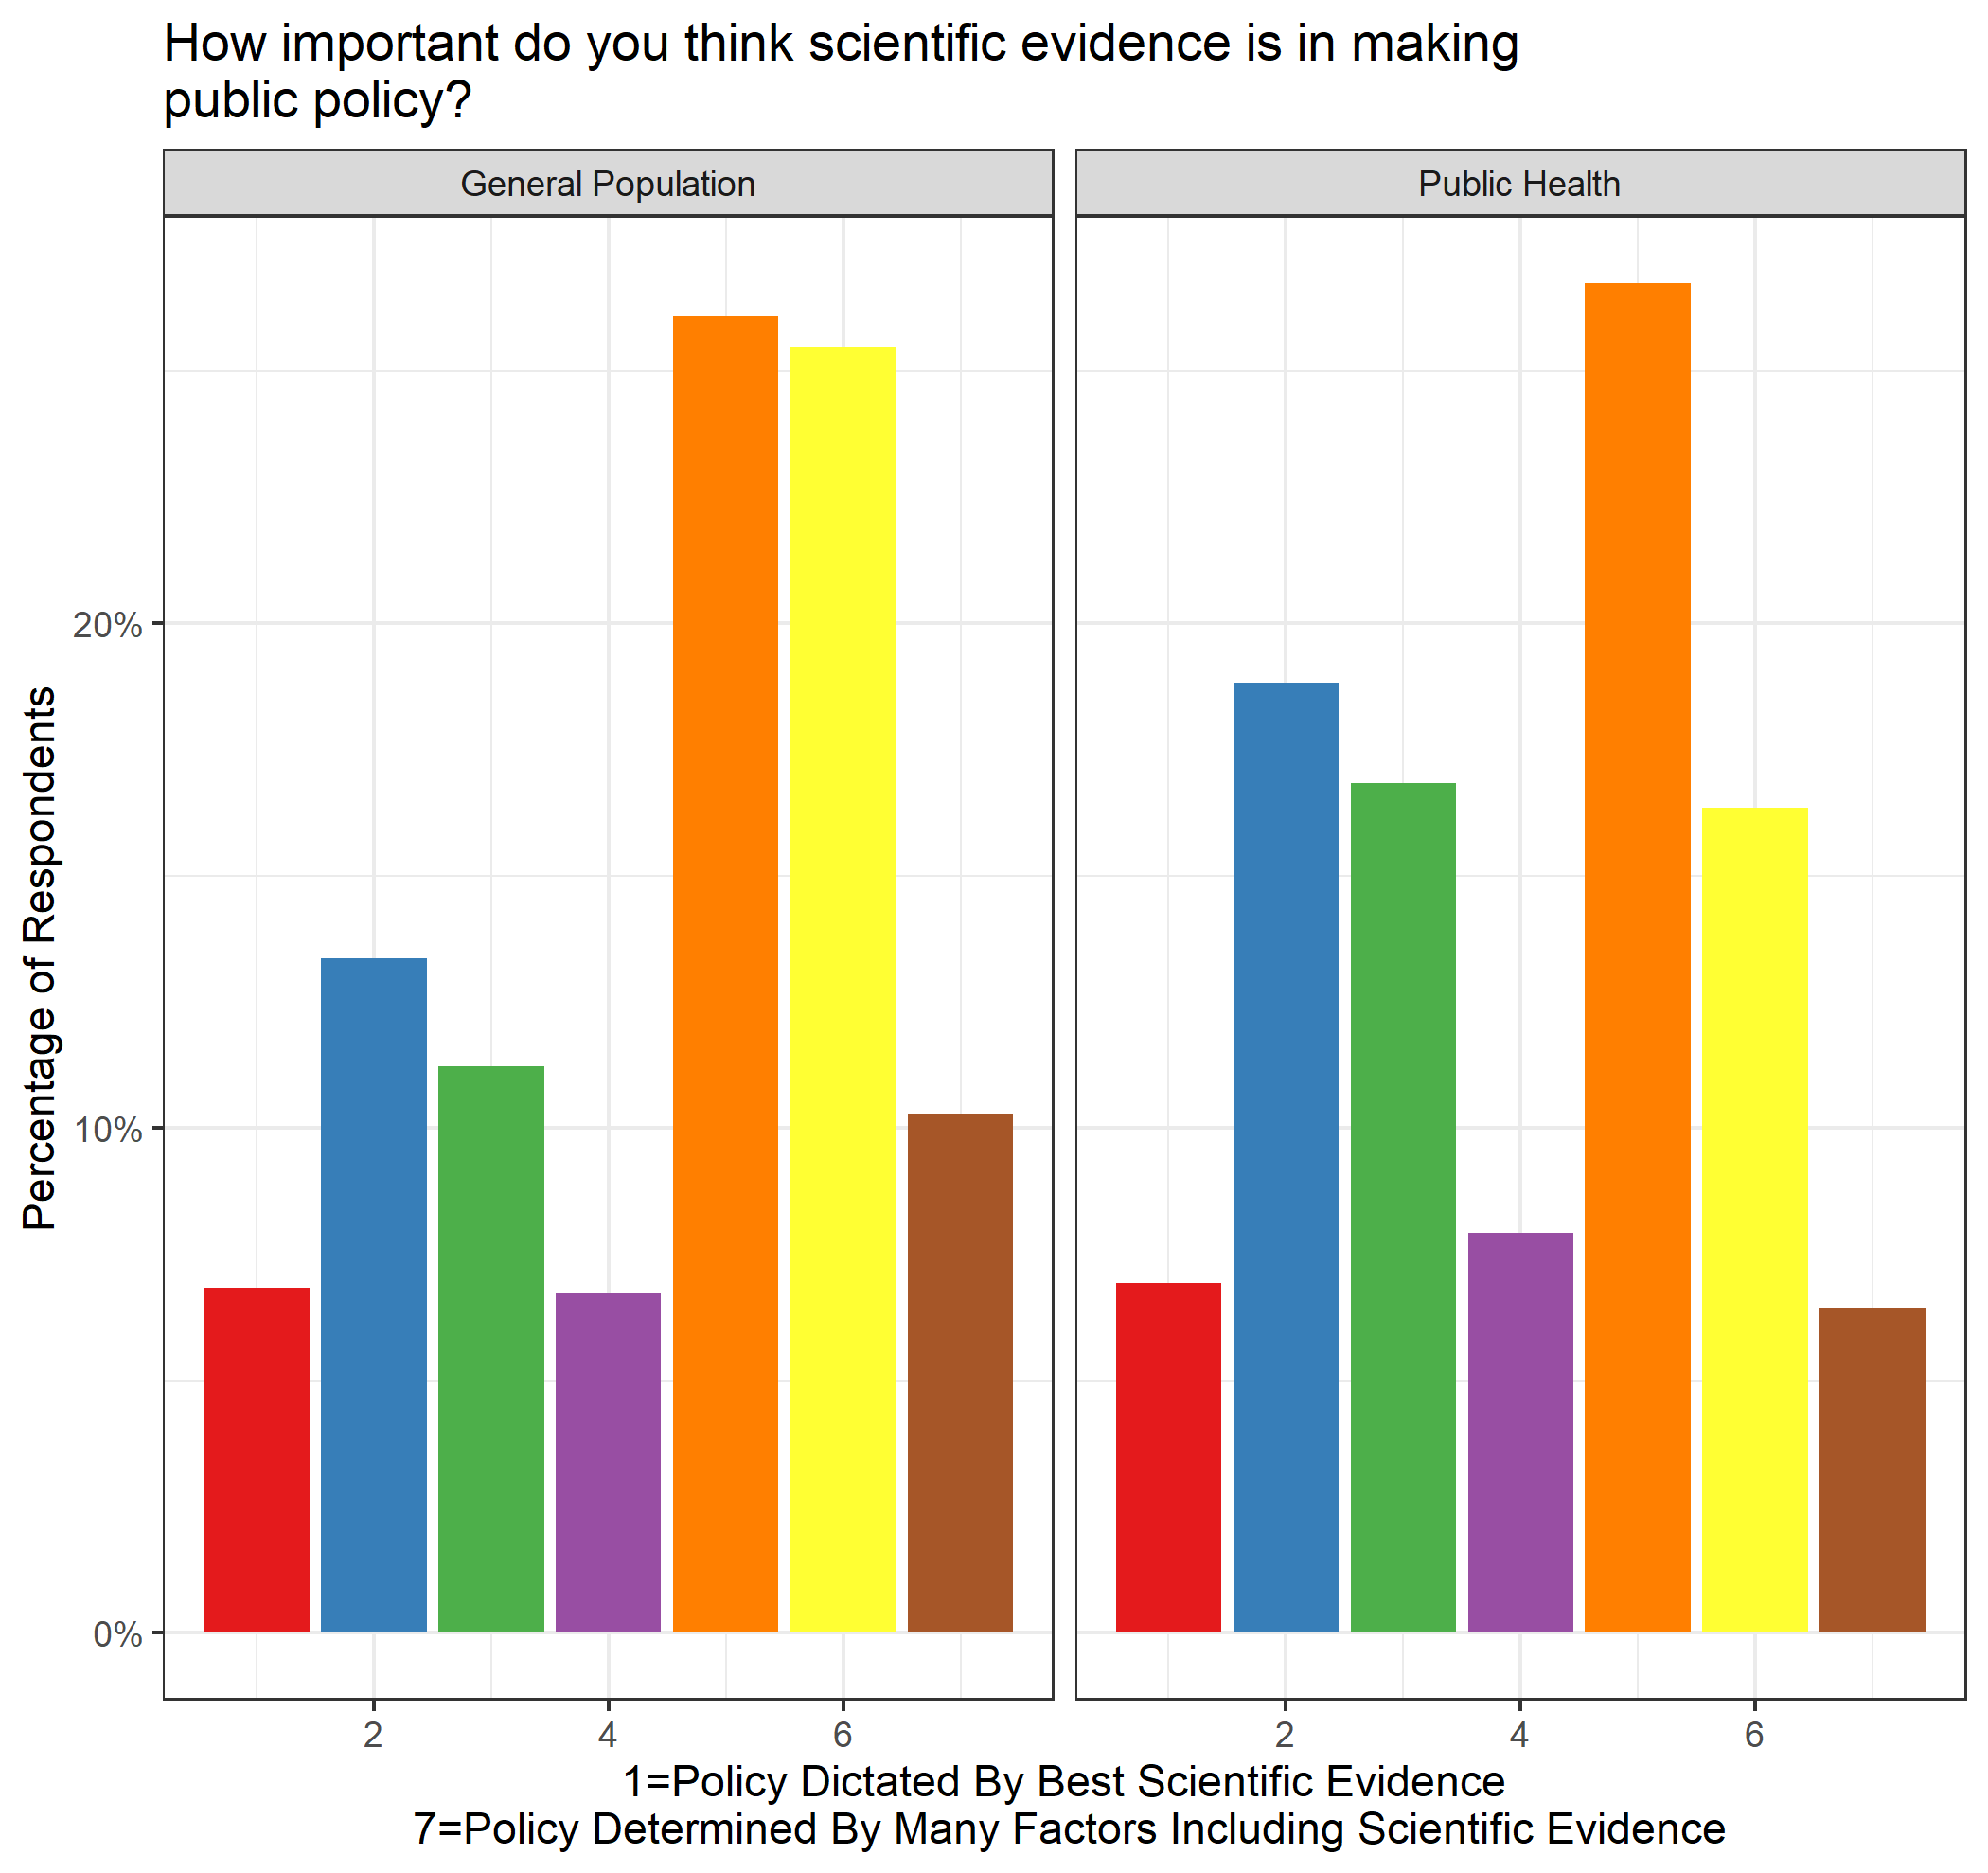 How important do you think scientific evidence is in making
public policy?
General Population
Public Health
Percentage of Respondents
20%
10%
0%
2
4
6
2
4
6
1=Policy Dictated By Best Scientific Evidence
7=Policy Determined By Many Factors Including Scientific Evidence